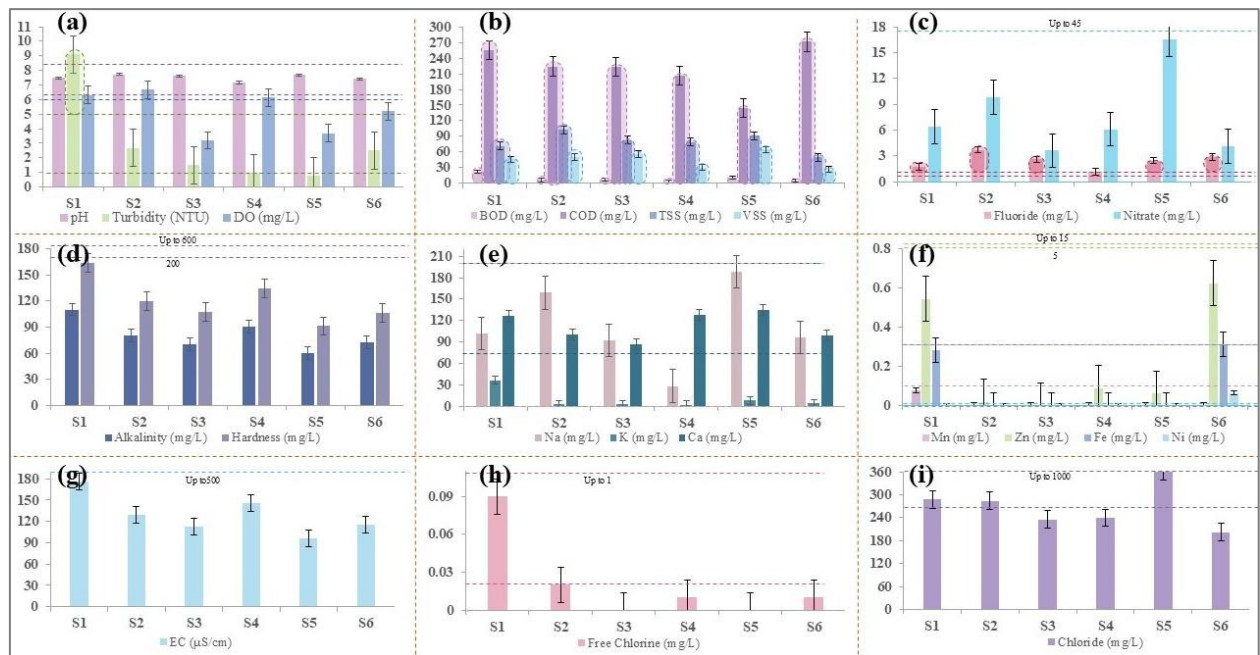 (a)
11
10
9
8
7
6
5
4
3
2
1
0
S1 S2 S3 S4 S5 S6
pH Turbidity (NTU) DO (mg/L)
(b)
300
270
240
210
180
150
120
90
60
30
0
S1 S2 S3 S4 S5 S6
BOD (mg/L) COD (mg/L) TSS (mg/L) VSS (mg/L)
(c)
Up to 45
18
15
12
9
6
3
0
S1 S2 S3 S4 S5 S6
Fluoride (mg/L) Nitrate (mg/L)
(d)
Up to 600
200
180
150
120
90
60
30
0
S1 S2 S3 S4 S5 S6
Alkalinity (mg/L) Hardness (mg/L)
(e)
210
180
150
120
90
60
30
0
S1 S2 S3 S4 S5 S6
Na (mg/L) K (mg/L) Ca (mg/L)
(f)
Up to 15
5
0.8
0.6
0.4
0.2
0
S1 S2 S3 S4 S5 S6
Mn (mg/L) Zn (mg/L) Fe (mg/L) Ni (mg/L)
(g)
Up to500
180
150
120
90
60
30
0
S1 S2 S3 S4 S5 S6
EC (µS/cm)
(h)
Up to 1
0.09
0.06
0.03
0
S1 S2 S3 S4 S5 S6
Free Chlorine (mg/L)
(i)
Up to 1000
360
300
240
180
120
60
0
S1 S2 S3 S4 S5 S6
Chloride (mg/L)